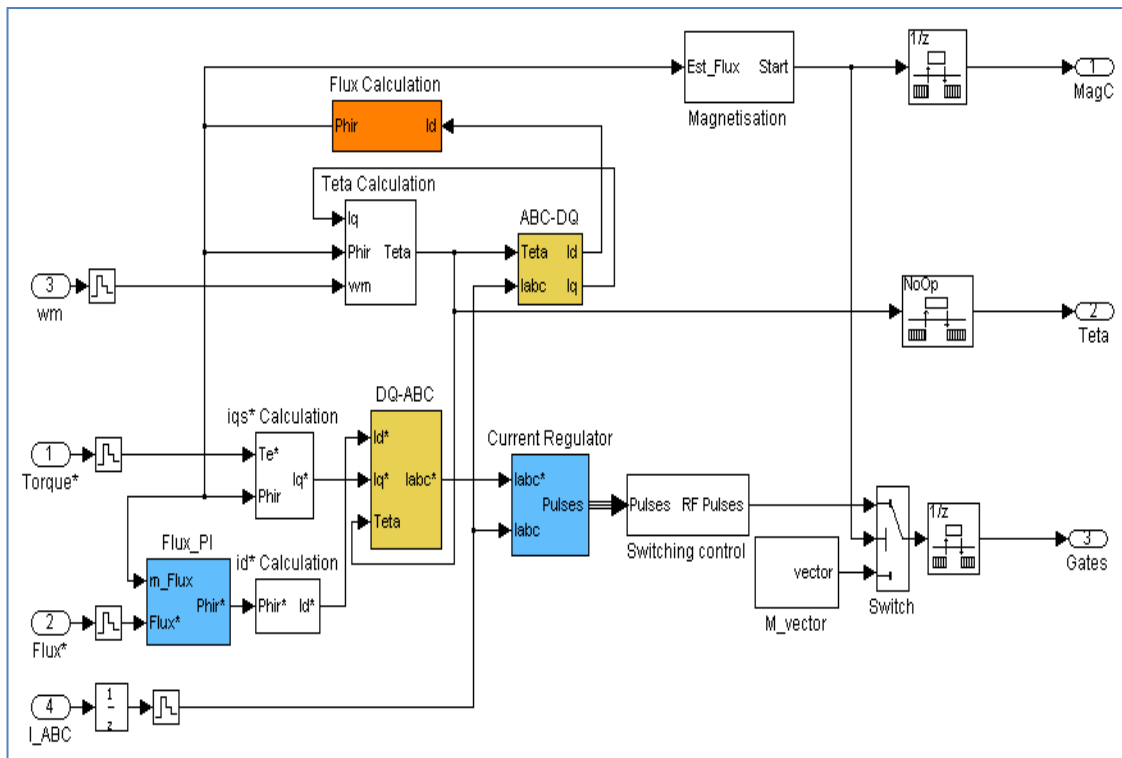 1/z
1
MagC
Est_Flux Start
Magnetisation
Flux Calculation
Phir Id
Teta Calculation
Iq
Phir Teta
wm
ABC-DQ
Teta Id
Iabc Iq
3
wm
NoOp
2
Teta
DQ-ABC
Id*
Iq* Iabc*
Teta
iqs* Calculation
Te*
Iq*
Phir
1
Torque*
Current Regulator
Iabc*
Pulses
Iabc
Pulses RF Pulses
Switching control
vector
M_vector
Switch
1/z
3
Gates
Flux_PI
m_Flux
Phir*
Flux*
id* Calculation
Phir* Id*
2
Flux*
4
I_ABC
1
z